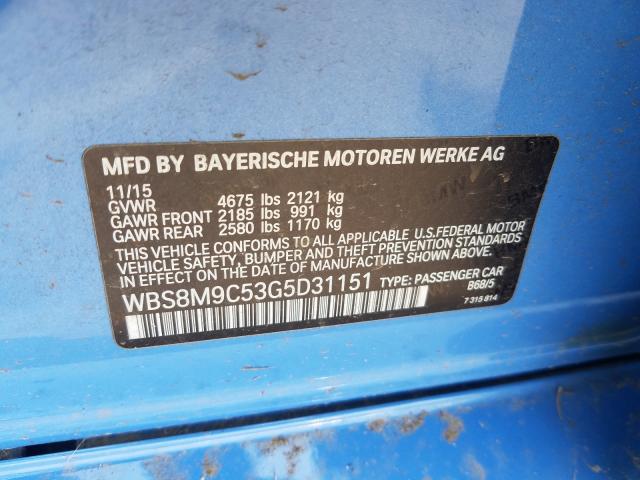 MFD BY BAYERISCHE MOTOREN WERKE AG
11/15
GVWR 4675 lbs 2121 kg
GAWR FRONT 2185 lbs 991 kg
GAWR REAR 2580 lbs 1170 kg
THIS VEHICLE CONFORMS TO ALL APPLICABLE U.S.FEDERAL MOTOR
VEHICLE SAFETY, BUMPER AND THEFT PREVENTION STANDARDS
IN EFFECT ON THE DATE OF MANUFACTURE SHOWN ABOVE.
WBS8M9C53G5D31151 TYPE: PASSENGER CAR
B68/5
7 315 814